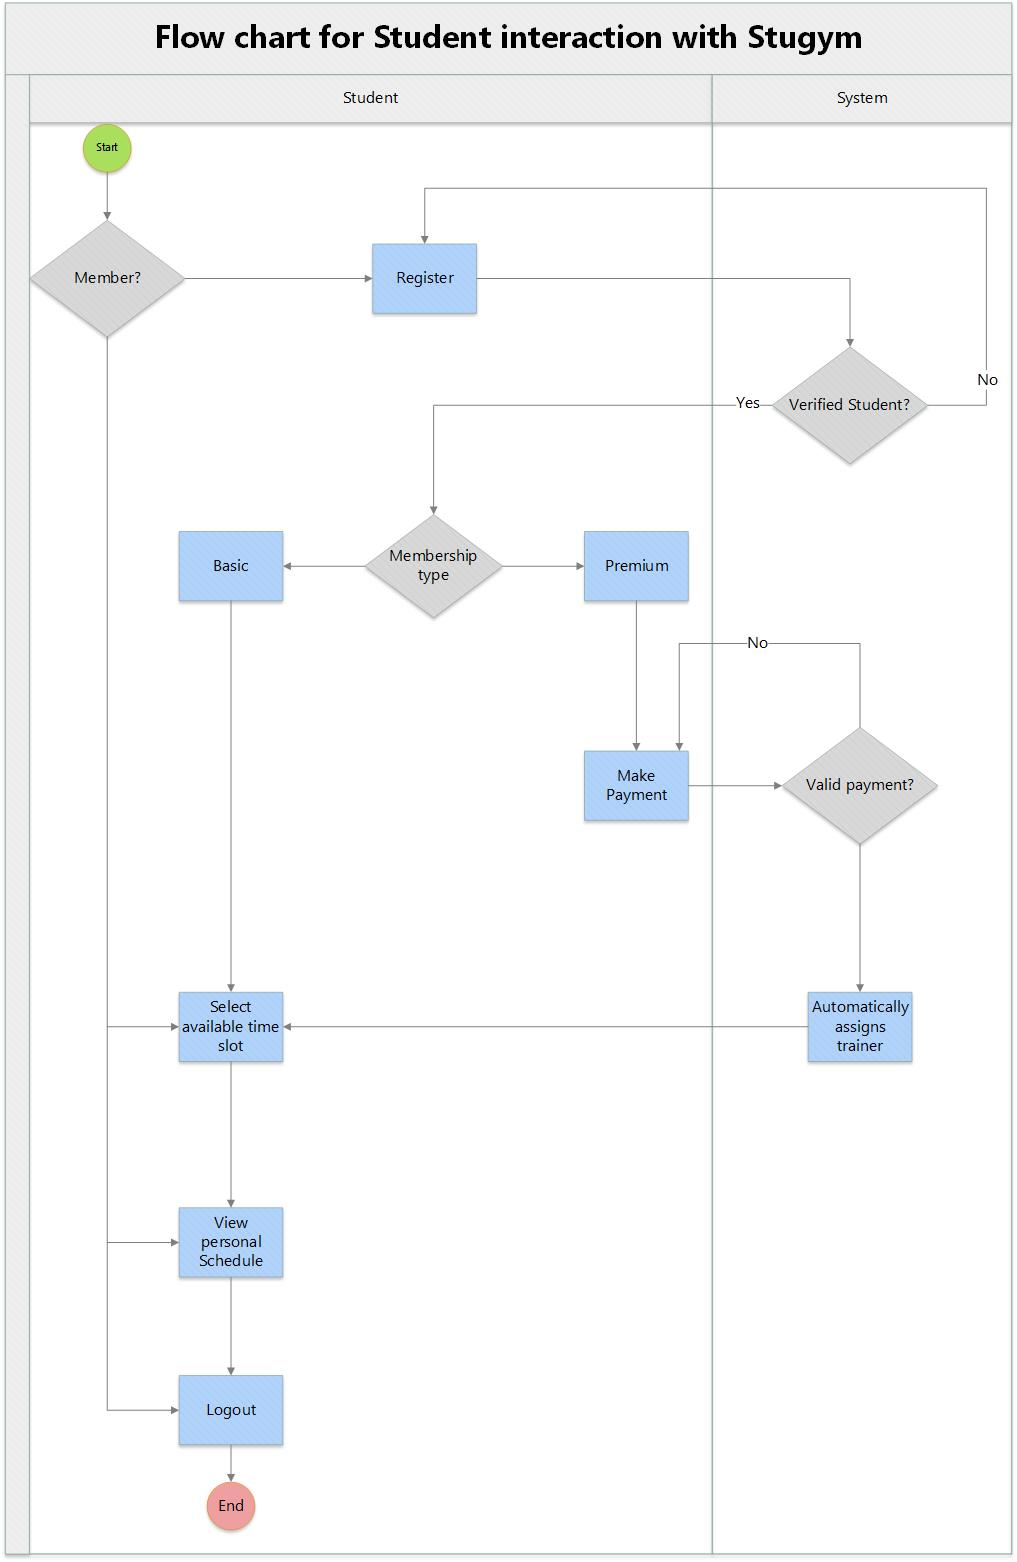 Flow chart for Student interaction with Stugym
Student
System
Start
Member?
Register
No
Yes
Verified Student?
Basic
Membership
type
Premium
No
Make
Payment
Valid payment?
Select
available time
slot
Automatically
assigns
trainer
View
personal
Schedule
Logout
End